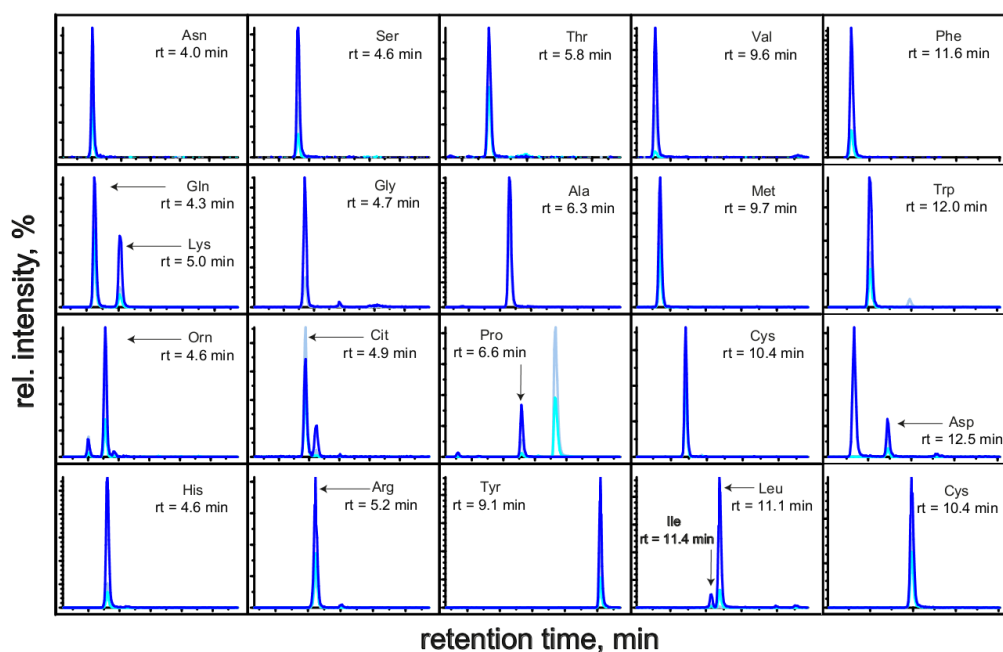 rel. intensity, %
Asn
rt = 4.0 min
Ser
rt = 4.6 min
Thr
rt = 5.8 min
Val
rt = 9.6 min
Phe
rt = 11.6 min
Gln
rt = 4.3 min
Lys
rt = 5.0 min
Gly
rt = 4.7 min
Ala
rt = 6.3 min
Met
rt = 9.7 min
Trp
rt = 12.0 min
Orn
rt = 4.6 min
Cit
rt = 4.9 min
Pro
rt = 6.6 min
Cys
rt = 10.4 min
Asp
rt = 12.5 min
His
rt = 4.6 min
Arg
rt = 5.2 min
Tyr
rt = 9.1 min
Leu
rt = 11.1 min
Ile
rt = 11.4 min
Cys
rt = 10.4 min
retention time, min